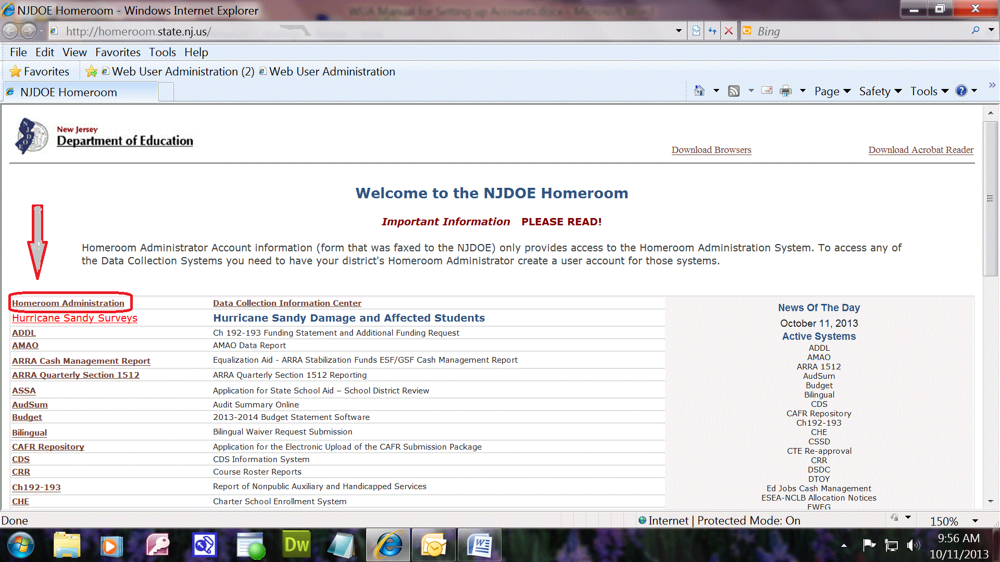 NJDOE Homeroom - Windows Internet Explorer
http://homeroom.state.nj.us/
Bing
File Edit View Favorites Tools Help
Favorites Web User Administration (2) Web User Administration
NJDOE Homeroom
Page Safety Tools
New Jersey
Department of Education
Download Browsers Download Acrobat Reader
Welcome to the NJDOE Homeroom
Important Information PLEASE READ!
Homeroom Administrator Account information (form that was faxed to the NJDOE) only provides access to the Homeroom Administration System. To access any of
the Data Collection Systems you need to have your district's Homeroom Administrator create a user account for those systems.
Homeroom Administration Data Collection Information Center
Hurricane Sandy Surveys Hurricane Sandy Damage and Affected Students
ADDL Ch 192-193 Funding Statement and Additional Funding Request
AMAO AMAO Data Report
ARRA Cash Management Report Equalization Aid - ARRA Stabilization Funds ESF/GSF Cash Management Report
ARRA Quarterly Section 1512 ARRA Quarterly Section 1512 Reporting
ASSA Application for State School Aid – School District Review
AudSum Audit Summary Online
Budget 2013-2014 Budget Statement Software
Bilingual Bilingual Waiver Request Submission
CAFR Repository Application for the Electronic Upload of the CAFR Submission Package
CDS CDS Information System
CRR Course Roster Reports
Ch192-193 Report of Nonpublic Auxiliary and Handicapped Services
CHE Charter School Enrollment System
News Of The Day
October 11, 2013
Active Systems
ADDL
AMAO
ARRA 1512
AudSum
Budget
Bilingual
CDS
CAFR Repository
Ch192-193
CHE
CSSD
CTE Re-approval
CRR
DSDC
DTOY
Ed Jobs Cash Management
ESEA-NCLB Allocation Notices
EWEG
Done
Internet | Protected Mode: On
150%
Dw
9:56 AM
10/11/2013